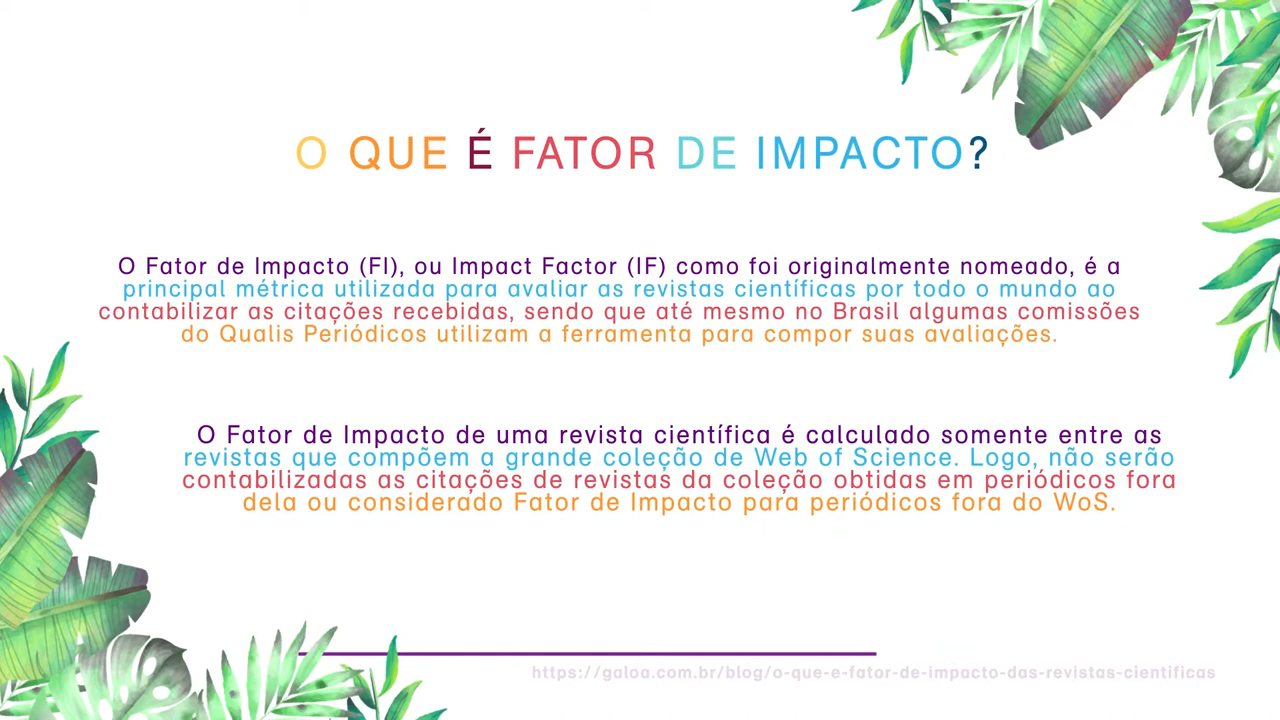 O QUE É FATOR DE IMPACTO?
O Fator de Impacto (FI), ou Impact Factor (IF) como foi originalmente nomeado, é a
principal métrica utilizada para avaliar as revistas científicas por todo o mundo ao
contabilizar as citações recebidas, sendo que até mesmo no Brasil algumas comissões
do Qualis Periódicos utilizam a ferramenta para compor suas avaliações.
O Fator de Impacto de uma revista científica é calculado somente entre as
revistas que compõem a grande coleção de Web of Science. Logo, não serão
contabilizadas as citações de revistas da coleção obtidas em periódicos fora
dela ou considerado Fator de Impacto para periódicos fora do WoS.
https://galoa.com.br/blog/o-que-e-fator-de-impacto-das-revistas-cientificas